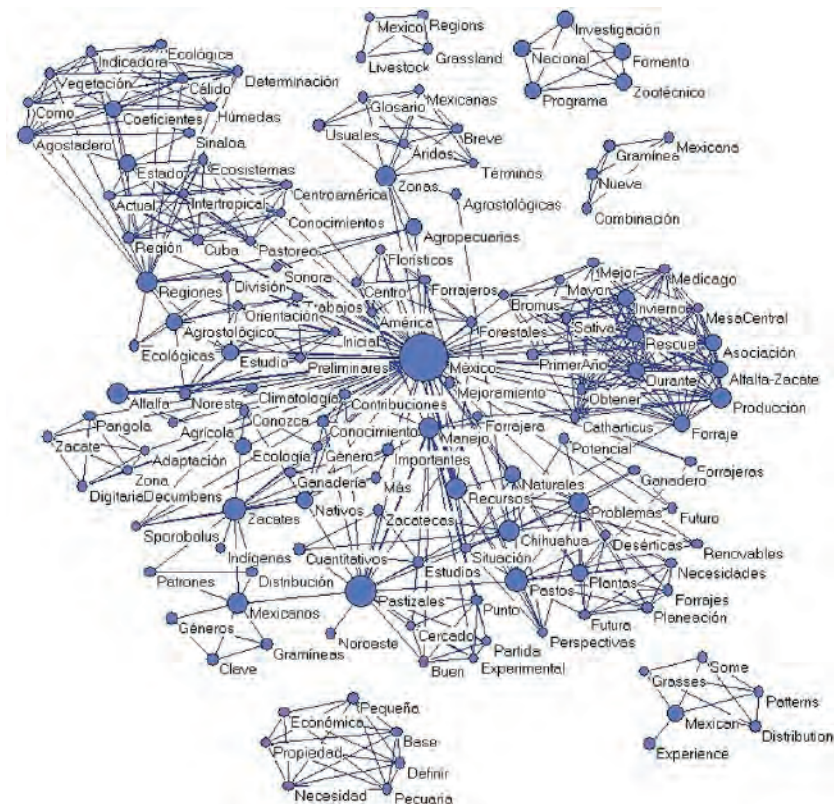 Ecológica
Indicadora
Mexico
Regions
Investigación
Vegetación
Cálido
Determinación
Livestock
Grassland
Nacional
Fomento
Como
Coeficientes
Húmedas
Glosario
Mexicanas
Programa
Zootécnico
Agostadero
Sinaloa
Usuales
Breve
Áridas
Mexicana
Gramínea
Estado
Ecosistemas
Zonas
Términos
Nueva
Actual
Intertropical
Centroamérica
Agrostológicas
Combinación
Región
Cuba
Pastoreo
Conocimientos
Agropecuarias
Florísticos
Mejor
Medicago
Regiones
División
Sonora
Centro
Forrajeros
Bromus
Mayor
Invierno
MesaCentral
Trabajos
América
Agrostológico
Orientación
Forestales
Sativa
Rescue
Asociación
Ecológicas
Estudio
Inicial
Preliminares
México
PrimerAño
Durante
Alfalfa-Zacate
Alfalfa
Noreste
Climatología
Contribuciones
Mejoramiento
Obtener
Producción
Pangola
Agrícola
Conozca
Conocimiento
Manejo
Forrajera
Catharticus
Forraje
Zacate
Adaptación
Ecología
Género
Importantes
Potencial
Zona
DigitariaDecumbens
Ganadería
Más
Recursos
Naturales
Ganadero
Forrajeras
Zacates
Nativos
Zacatecas
Chihuahua
Problemas
Futuro
Sporobolus
Indígenas
Cuantitativos
Estudios
Situación
Desérticas
Renovables
Patrones
Distribución
Pastizales
Pastos
Plantas
Necesidades
Mexicanos
Punto
Futura
Forrajes
Planeación
Géneros
Gramíneas
Noroeste
Cercado
Partida
Perspectivas
Clave
Buen
Experimental
Some
Grasses
Pequeña
Patterns
Económica
Base
Mexican
Distribution
Propiedad
Definir
Experience
Necesidad
Pecuaria